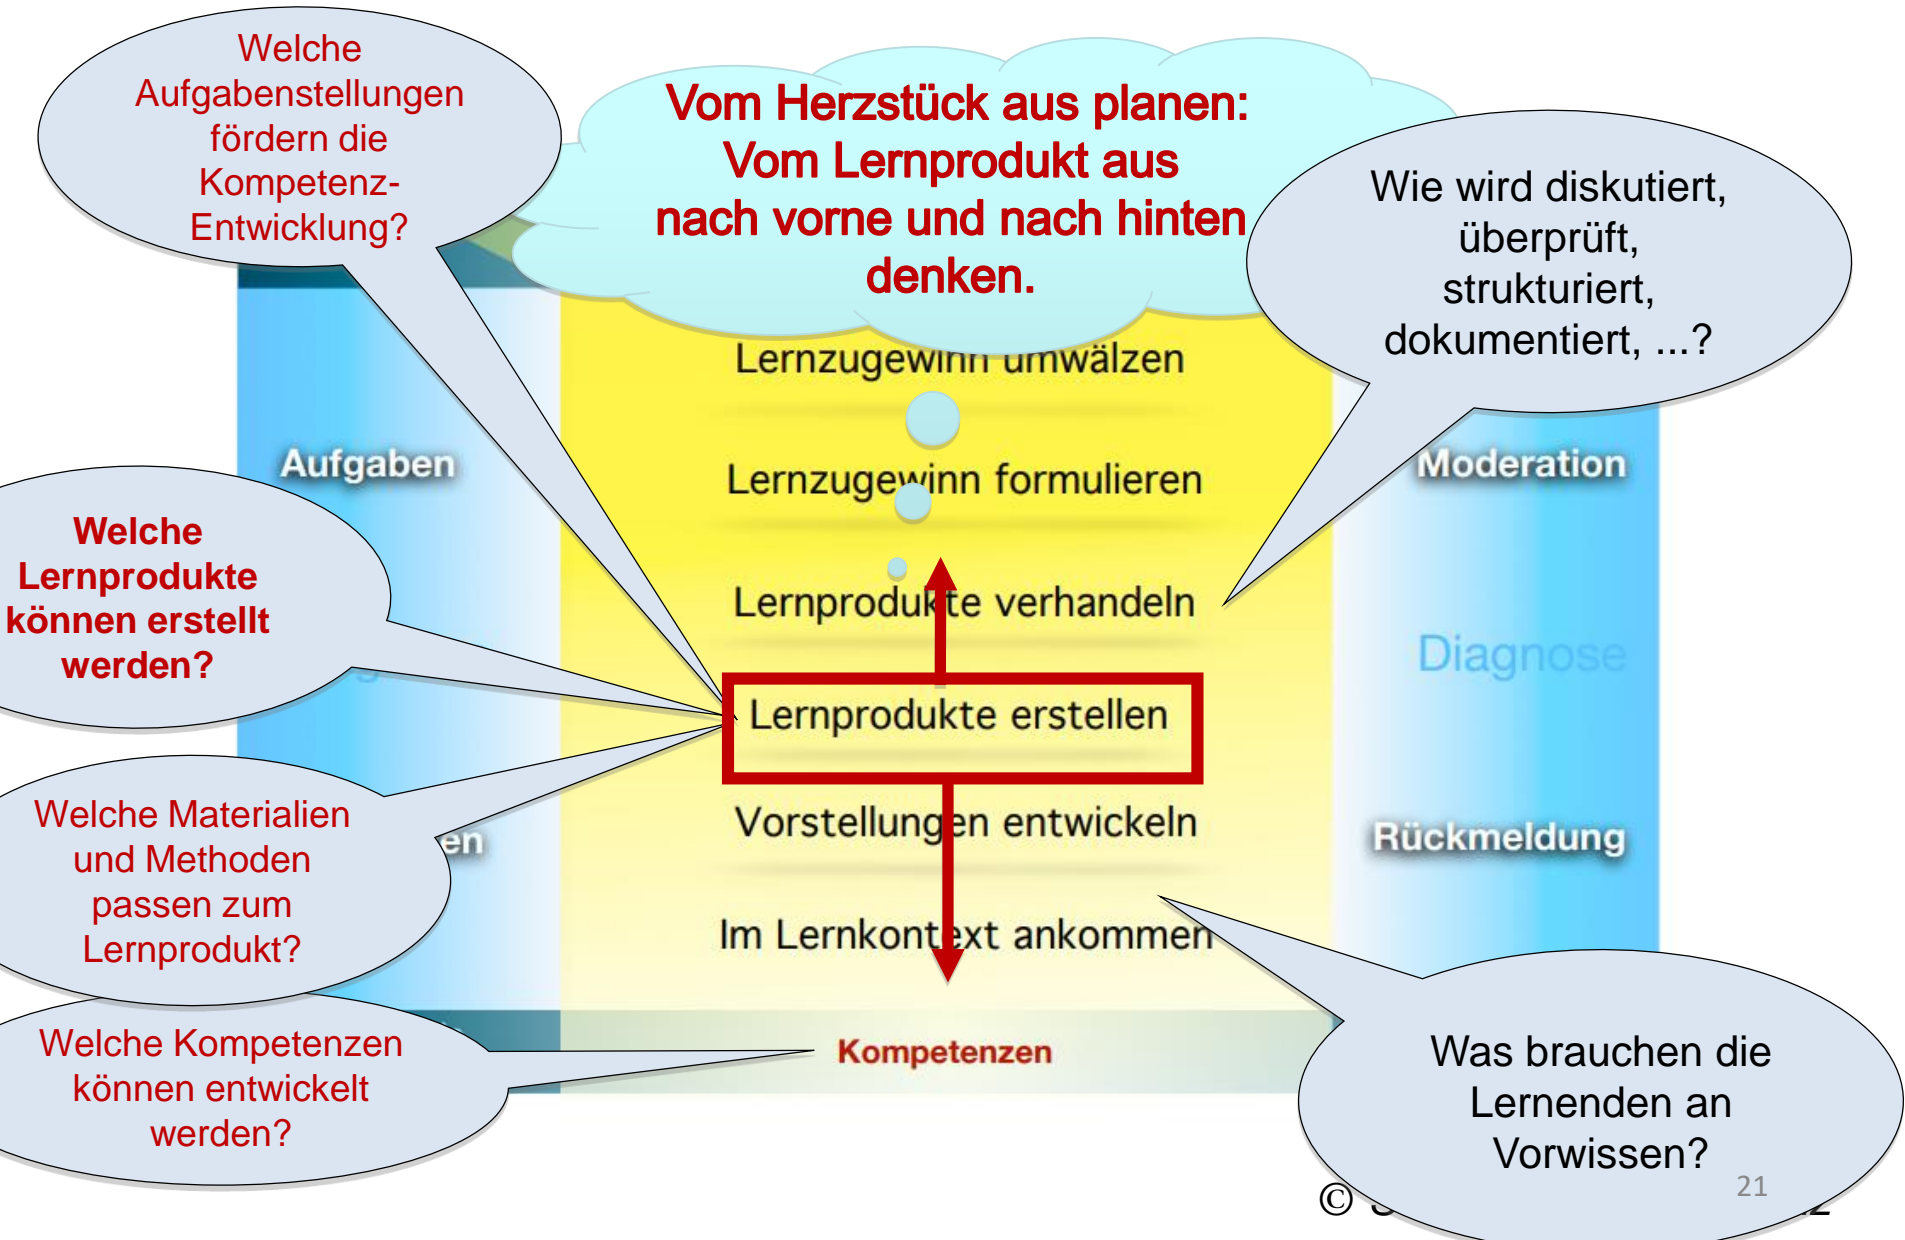 Welche
Aufgabenstellungen
fördern die
Kompetenz-
Entwicklung?
Vom Herzstück aus planen:
Vom Lernprodukt aus
nach vorne und nach hinten
denken.
Wie wird diskutiert,
überprüft,
strukturiert,
dokumentiert, ...?
Lernzugewinn umwälzen
Aufgaben
Lernzugewinn formulieren
Moderation
Welche
Lernprodukte
können erstellt
werden?
Lernprodukte verhandeln
Diagnose
Lernprodukte erstellen
Welche Materialien
und Methoden
passen zum
Lernprodukt?
en
Vorstellungen entwickeln
Rückmeldung
Im Lernkontext ankommen
Welche Kompetenzen
können entwickelt
werden?
Kompetenzen
Was brauchen die
Lernenden an
Vorwissen?
21
©